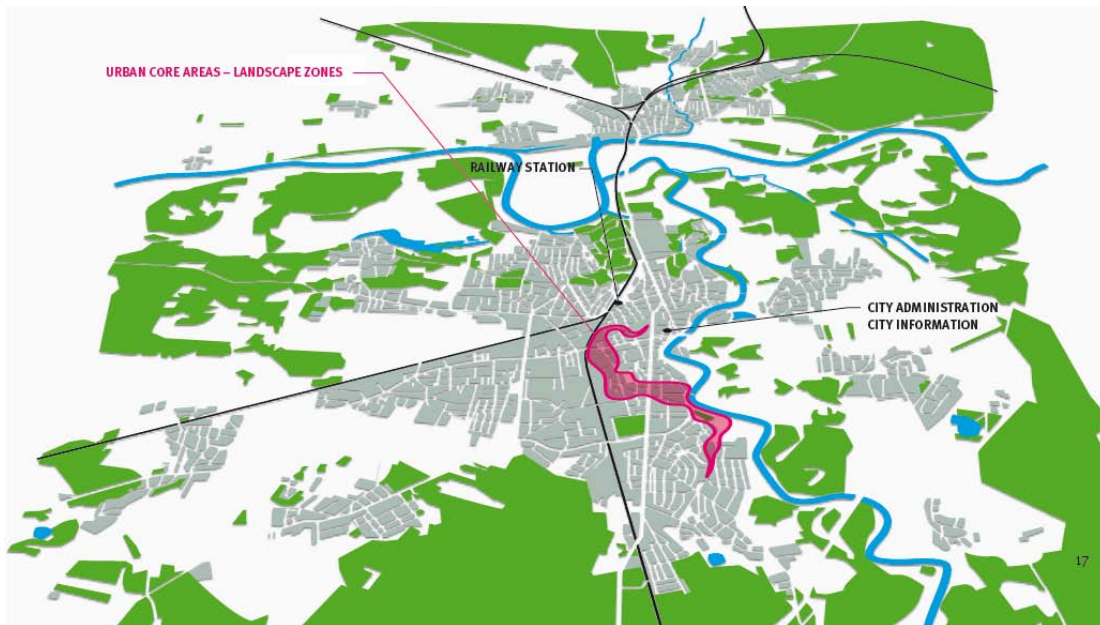 URBAN CORE AREAS – LANDSCAPE ZONES
RAILWAY STATION
CITY ADMINISTRATION
CITY INFORMATION
17